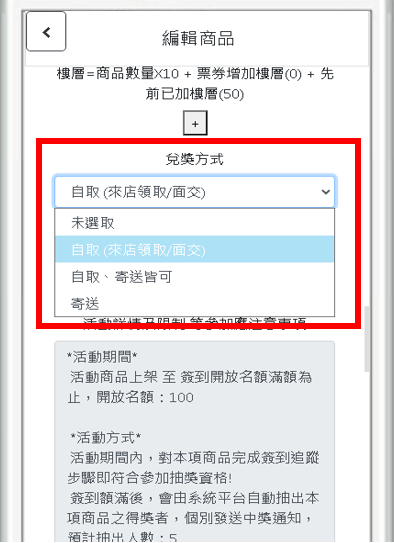 編輯商品
樓層=商品數量X10 + 票券增加樓層(0) + 先
前已加樓層(50)
+
兌獎方式
自取 (來店領取/面交)
未選取
自取 (來店領取/面交)
自取、寄送皆可
寄送
活動詳情及限制 等參加應注意事項
*活動期間*
活動商品上架 至 簽到開放名額滿額為
止，開放名額：100
*活動方式*
活動期間內，對本項商品完成簽到追蹤
步驟即符合參加抽獎資格!
簽到額滿後，會由系統平台自動抽出本
項商品之得獎者，個別發送中獎通知，
預計抽出人數：5